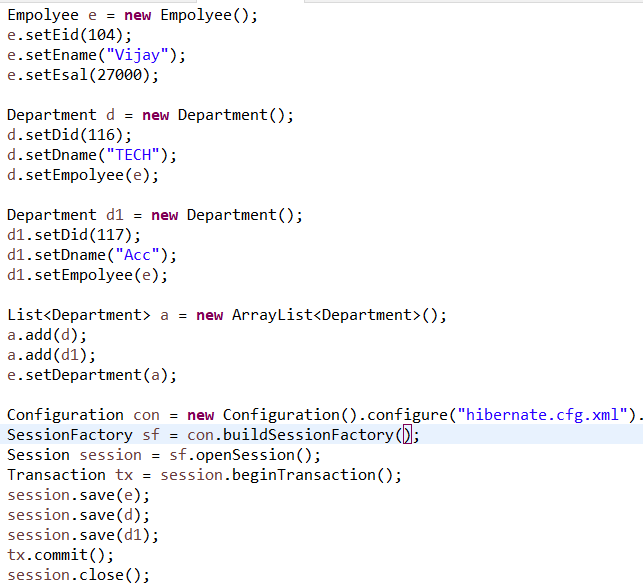 Empolyee e = new Empolyee();
e.setEid(104);
e.setEname("Vijay");
e.setEsal(27000);
Department d = new Department();
d.setDid(116);
d.setDname("TECH");
d.setEmpolyee(e);
Department d1 = new Department();
d1.setDid(117);
d1.setDname("Acc");
d1.setEmpolyee(e);
List<Department> a = new ArrayList<Department>();
a.add(d);
a.add(d1);
e.setDepartment(a);
Configuration con = new Configuration().configure("hibernate.cfg.xml").
SessionFactory sf = con.buildSessionFactory();
Session session = sf.openSession();
Transaction tx = session.beginTransaction();
session.save(e);
session.save(d);
session.save(d1);
tx.commit();
session.close();